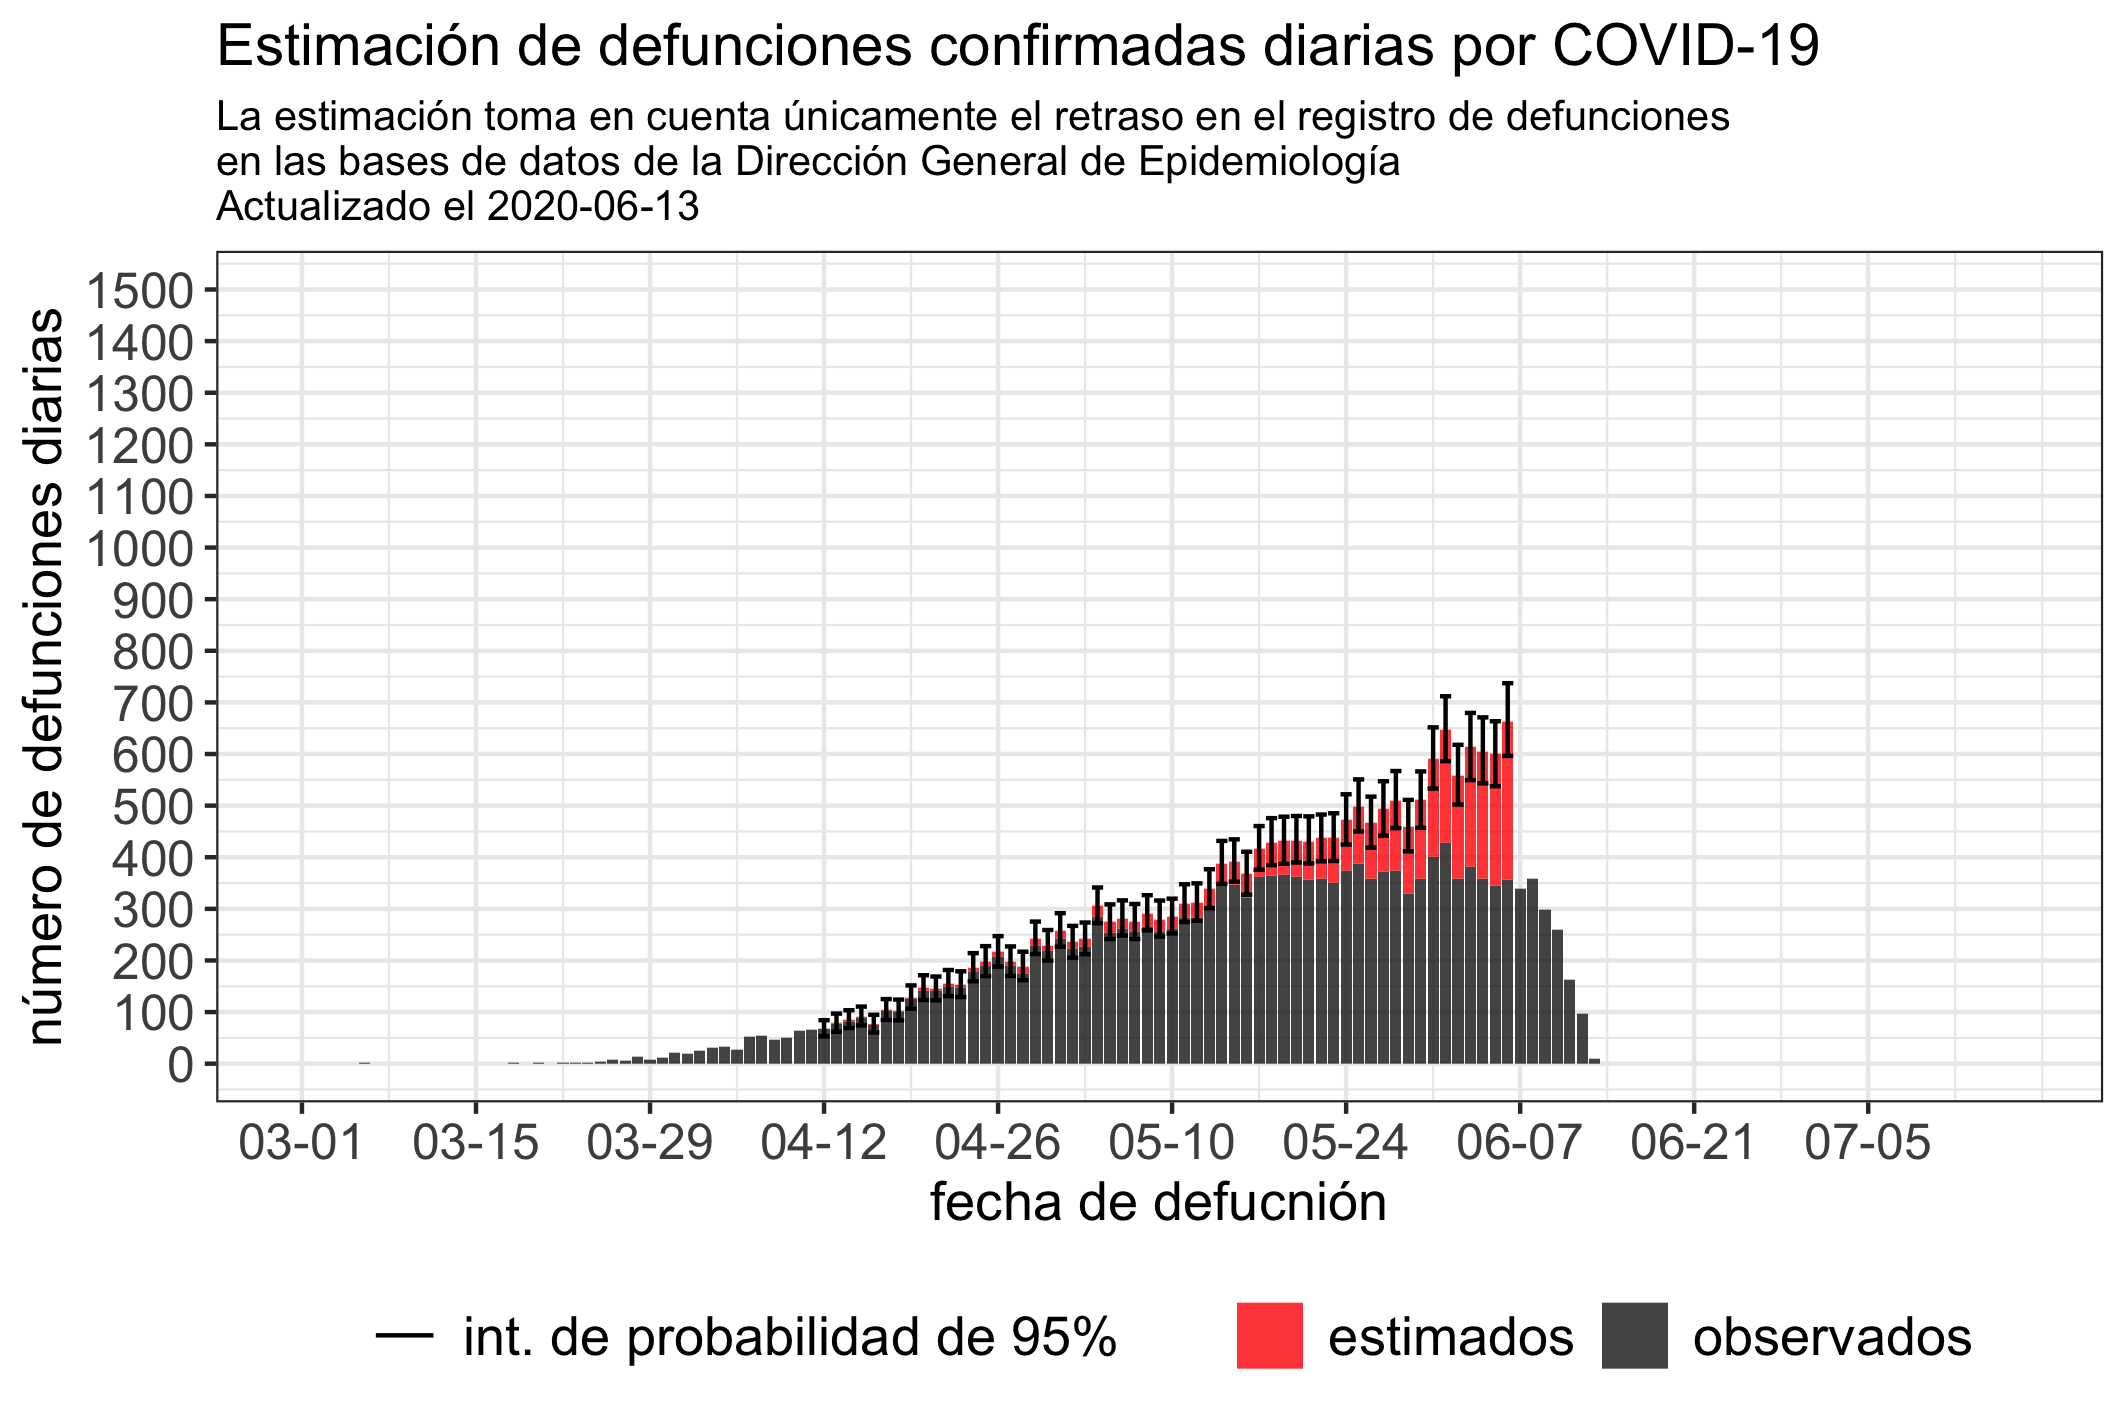 Estimación de defunciones confirmadas diarias por COVID-19
La estimación toma en cuenta únicamente el retraso en el registro de defunciones
en las bases de datos de la Dirección General de Epidemiología
Actualizado el 2020-06-13
número de defunciones diarias
1500
1400
1300
1200
1100
1000
900
800
700
600
500
400
300
200
100
0
03-01 03-15 03-29 04-12 04-26 05-10 05-24 06-07 06-21 07-05
fecha de defucnión
int. de probabilidad de 95% estimados observados